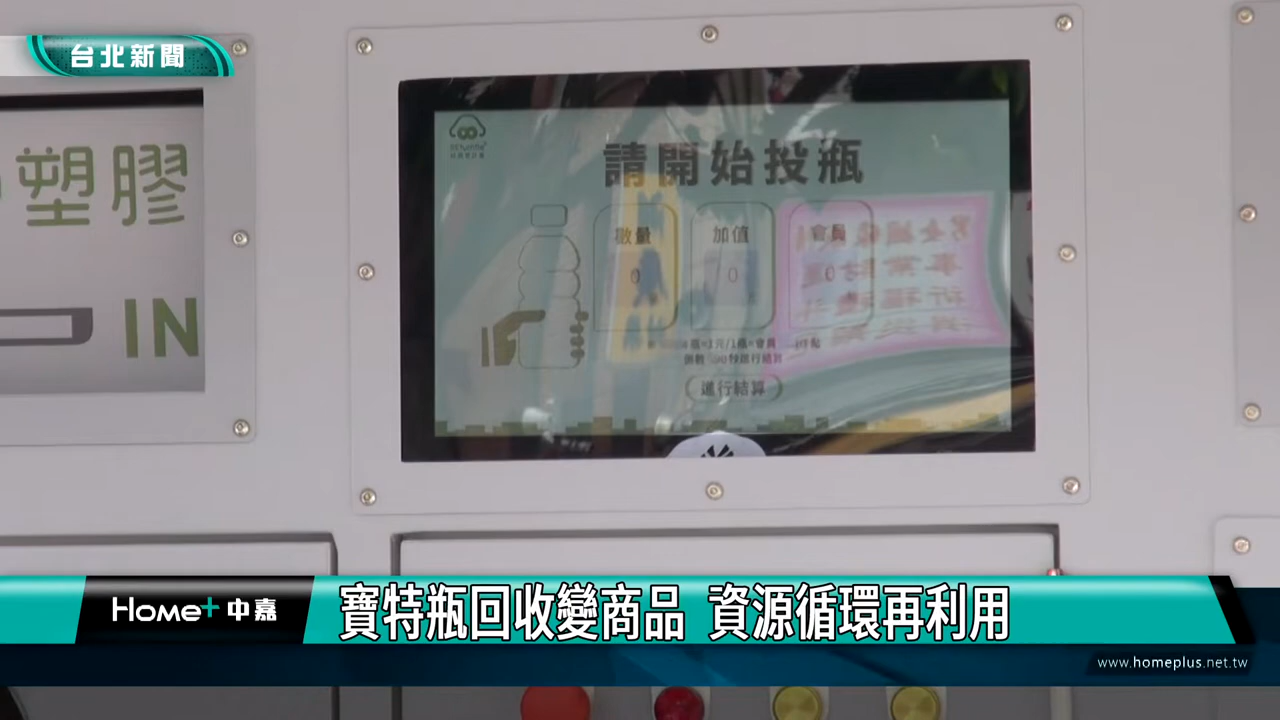 台北新聞
塑膠
IN
請開始投瓶
數量
加值
會員
0
0
0
進行結算
Home+中嘉
寶特瓶回收變商品 資源循環再利用
www.homeplus.net.tw